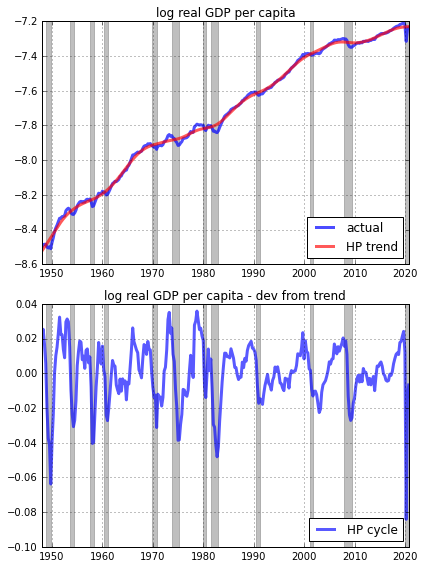 log real GDP per capita
−7.2
−7.4
−7.6
−7.8
−8.0
−8.2
−8.4
−8.6
actual
HP trend
1950 1960 1970 1980 1990 2000 2010 2020
log real GDP per capita - dev from trend
0.04
0.02
0.00
−0.02
−0.04
−0.06
−0.08
−0.10
HP cycle
1950 1960 1970 1980 1990 2000 2010 2020